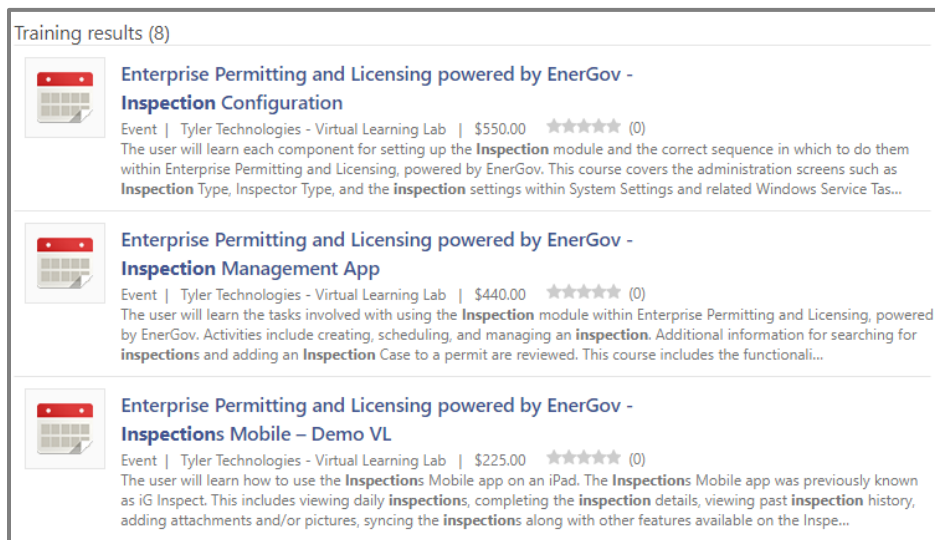 Training results (8)
Enterprise Permitting and Licensing powered by EnerGov -
Inspection Configuration
Event | Tyler Technologies - Virtual Learning Lab | $550.00 (0)
The user will learn each component for setting up the Inspection module and the correct sequence in which to do them
within Enterprise Permitting and Licensing, powered by EnerGov. This course covers the administration screens such as
Inspection Type, Inspector Type, and the inspection settings within System Settings and related Windows Service Tas...
Enterprise Permitting and Licensing powered by EnerGov -
Inspection Management App
Event | Tyler Technologies - Virtual Learning Lab | $440.00 (0)
The user will learn the tasks involved with using the Inspection module within Enterprise Permitting and Licensing, powered
by EnerGov. Activities include creating, scheduling, and managing an inspection. Additional information for searching for
inspections and adding an Inspection Case to a permit are reviewed. This course includes the functionali...
Enterprise Permitting and Licensing powered by EnerGov -
Inspections Mobile – Demo VL
Event | Tyler Technologies - Virtual Learning Lab | $225.00 (0)
The user will learn how to use the Inspections Mobile app on an iPad. The Inspections Mobile app was previously known
as iG Inspect. This includes viewing daily inspections, completing the inspection details, viewing past inspection history,
adding attachments and/or pictures, syncing the inspections along with other features available on the Inspe...